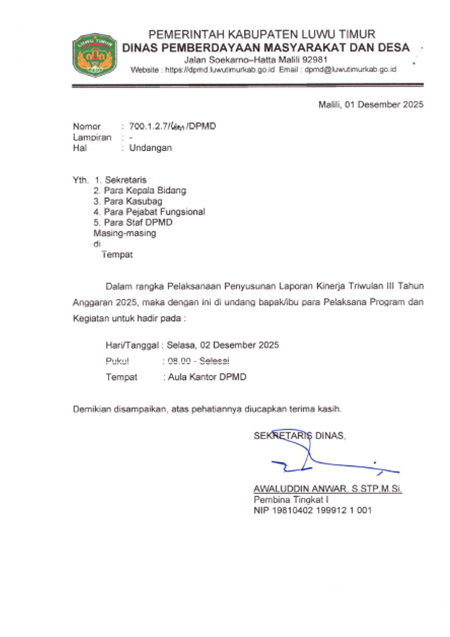 PEMERINTAH KABUPATEN LUWU TIMUR
DINAS PEMBERDAYAAN MASYARAKAT DAN DESA
Jalan Soekarno–Hatta Malili 92981
Website : https://dpmd.luwutimurkab.go.id Email : dpmd@luwutimurkab.go.id
LUWU TIMUR
Malili, 01 Desember 2025
Nomor : 700.1.2.7/ /DPMD
Lampiran : -
Hal : Undangan
Yth. 1. Sekretaris
2. Para Kepala Bidang
3. Para Kasubag
4. Para Pejabat Fungsional
5. Para Staf DPMD
Masing-masing
di
Tempat
Dalam rangka Pelaksanaan Penyusunan Laporan Kinerja Triwulan III Tahun
Anggaran 2025, maka dengan ini di undang bapak/ibu para Pelaksana Program dan
Kegiatan untuk hadir pada :
Hari/Tanggal : Selasa, 02 Desember 2025
Pukul : 08.00 - Selesai
Tempat : Aula Kantor DPMD
Demikian disampaikan, atas pehatiannya diucapkan terima kasih.
SEKRETARIS DINAS,
AWALUDDIN ANWAR, S.STP,M.Si.
Pembina Tingkat I
NIP 19810402 199912 1 001